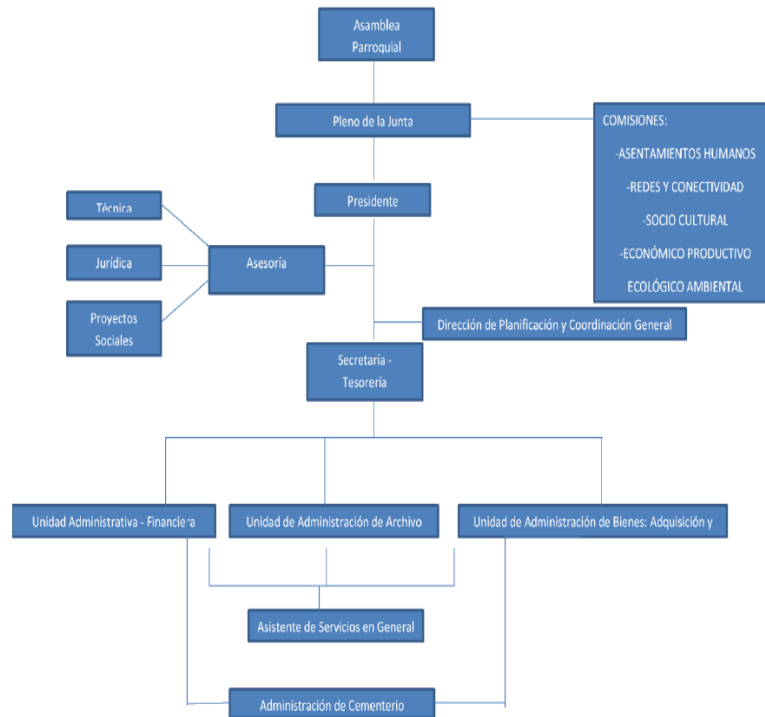 Asamblea
Parroquial
Pleno de la Junta
COMISIONES:
-ASENTAMIENTOS HUMANOS
-REDES Y CONECTIVIDAD
-SOCIO CULTURAL
-ECONÓMICO PRODUCTIVO
ECOLÓGICO AMBIENTAL
Presidente
Técnica
Jurídica
Proyectos
Sociales
Asesoría
Dirección de Planificación y Coordinación General
Secretaría -
Tesorería
Unidad Administrativa - Financiera
Unidad de Administración de Archivo
Unidad de Administración de Bienes: Adquisición y
Asistente de Servicios en General
Administración de Cementerio